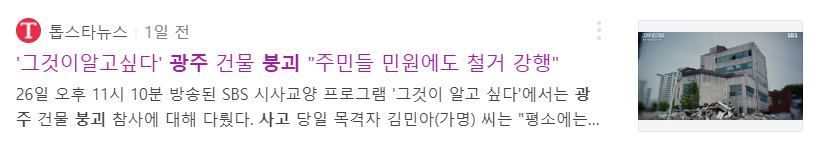 T 톱스타뉴스 1일 전
'그것이알고싶다' 광주 건물 붕괴 "주민들 민원에도 철거 강행"
26일 오후 11시 10분 방송된 SBS 시사교양 프로그램 '그것이 알고 싶다'에서는 광
주 건물 붕괴 참사에 대해 다뤘다. 사고 당일 목격자 김민아(가명) 씨는 "평소에는...
SBS